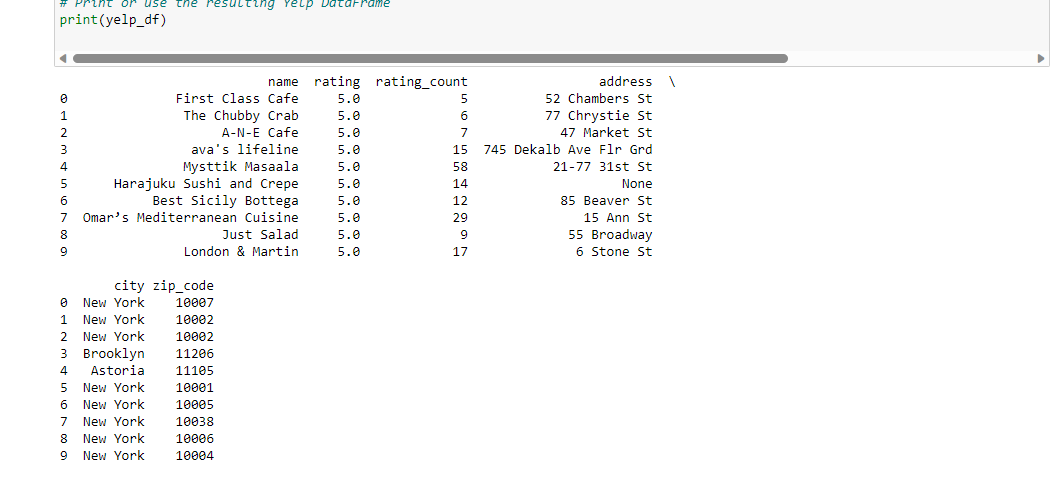 # Print or use the resulting Yelp DataFrame
print(yelp_df)
name rating rating_count address \
0 First Class Cafe 5.0 5 52 Chambers St
1 The Chubby Crab 5.0 6 77 Chrystie St
2 A-N-E Cafe 5.0 7 47 Market St
3 ava's lifeline 5.0 15 745 Dekalb Ave Flr Grd
4 Mysttik Masaala 5.0 58 21-77 31st St
5 Harajuku Sushi and Crepe 5.0 14 None
6 Best Sicily Bottega 5.0 12 85 Beaver St
7 Omar’s Mediterranean Cuisine 5.0 29 15 Ann St
8 Just Salad 5.0 9 55 Broadway
9 London & Martin 5.0 17 6 Stone St
city zip_code
0 New York 10007
1 New York 10002
2 New York 10002
3 Brooklyn 11206
4 Astoria 11105
5 New York 10001
6 New York 10005
7 New York 10038
8 New York 10006
9 New York 10004